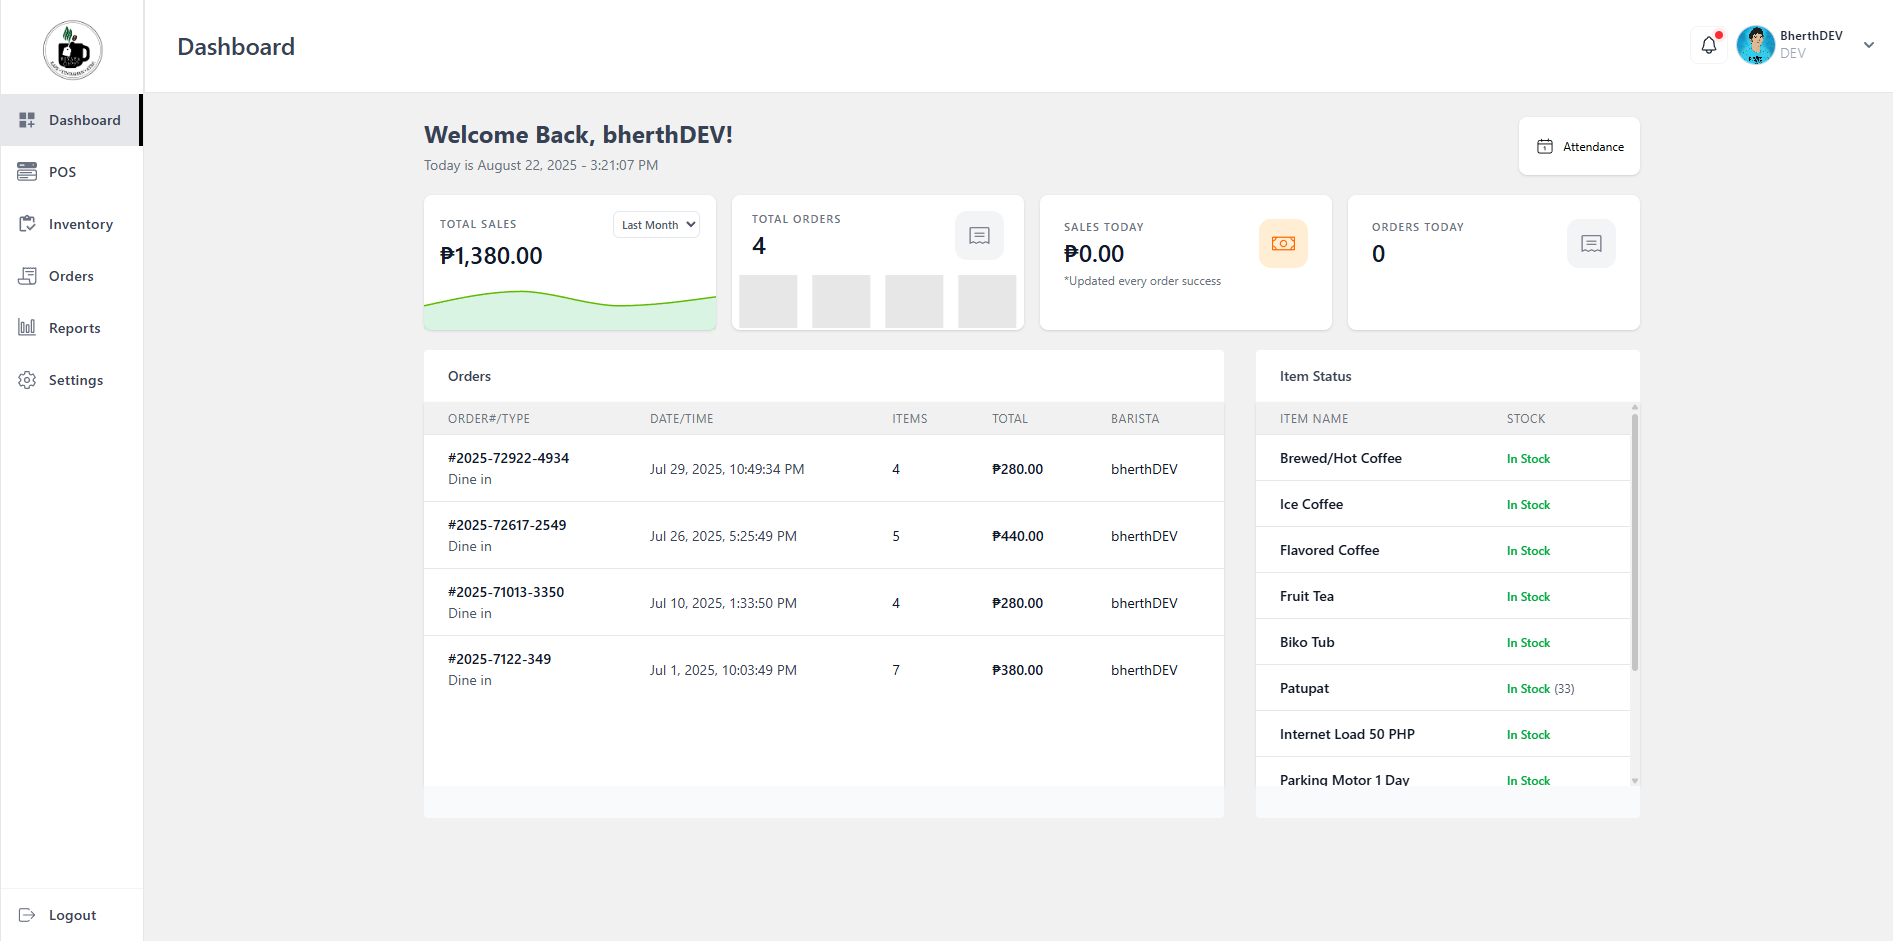 Dashboard
BherthDEV
DEV
Dashboard
POS
Inventory
Orders
Reports
Settings
Logout
Welcome Back, bherthDEV!
Today is August 22, 2025 - 3:21:07 PM
Attendance
TOTAL SALES
Last Month
₱1,380.00
TOTAL ORDERS
4
SALES TODAY
₱0.00
*Updated every order success
ORDERS TODAY
0
Orders
ORDER#/TYPE DATE/TIME ITEMS TOTAL BARISTA
#2025-72922-4934
Dine in
Jul 29, 2025, 10:49:34 PM 4 ₱280.00 bherthDEV
#2025-72617-2549
Dine in
Jul 26, 2025, 5:25:49 PM 5 ₱440.00 bherthDEV
#2025-71013-3350
Dine in
Jul 10, 2025, 1:33:50 PM 4 ₱280.00 bherthDEV
#2025-7122-349
Dine in
Jul 1, 2025, 10:03:49 PM 7 ₱380.00 bherthDEV
Item Status
ITEM NAME STOCK
Brewed/Hot Coffee In Stock
Ice Coffee In Stock
Flavored Coffee In Stock
Fruit Tea In Stock
Biko Tub In Stock
Patupat In Stock (33)
Internet Load 50 PHP In Stock
Parking Motor 1 Day In Stock